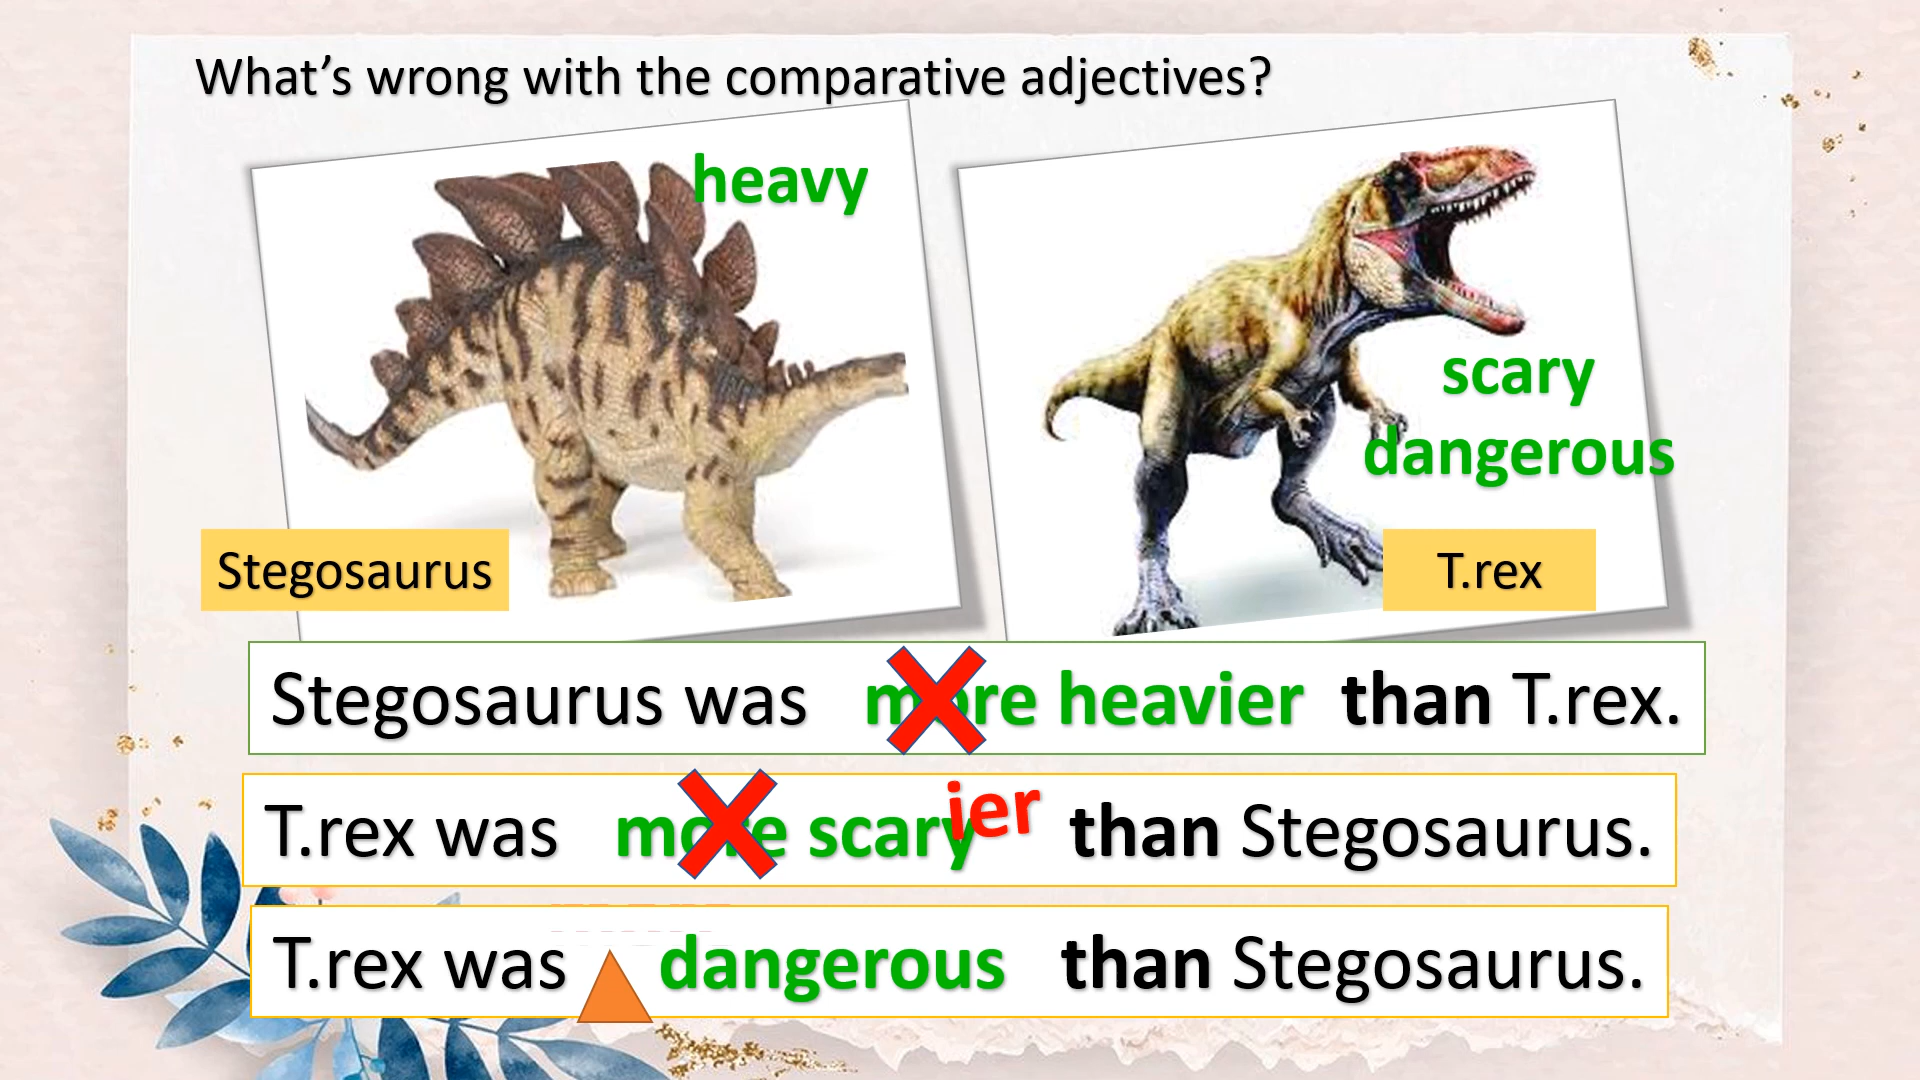 What’s wrong with the comparative adjectives?
heavy
scary
dangerous
Stegosaurus
T.rex
Stegosaurus was more heavier than T.rex.
ier
T.rex was more scary than Stegosaurus.
T.rex was dangerous than Stegosaurus.